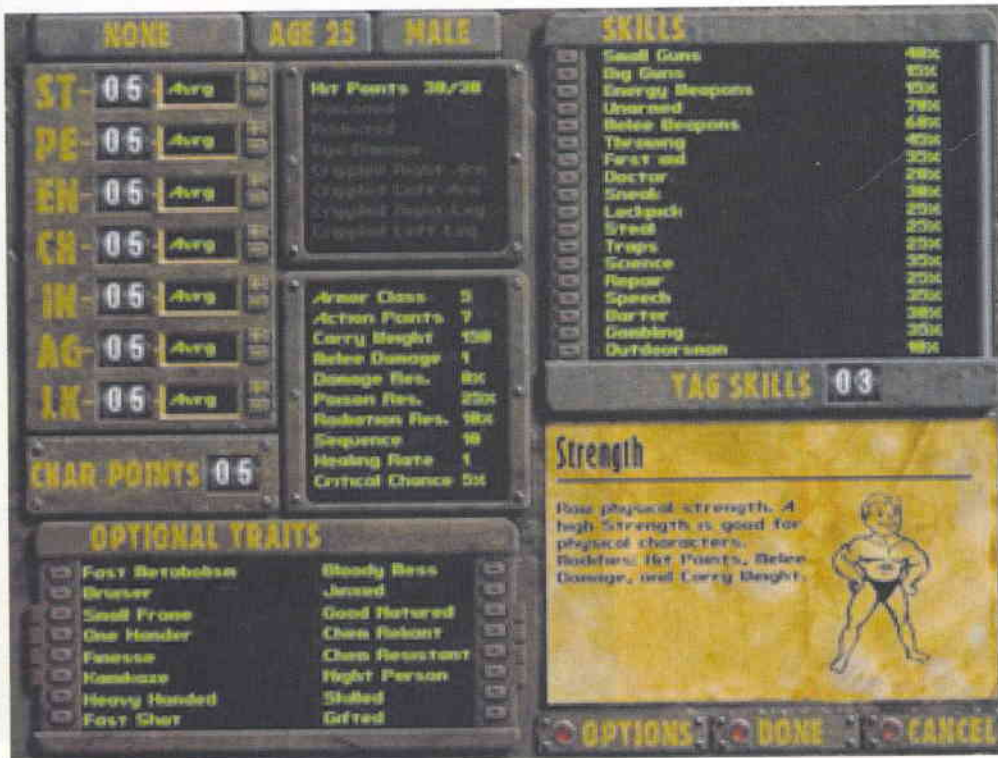 NONE AGE 25 MALE
ST 05 Avrg
PE 05 Avrg
EN 05 Avrg
CH 05 Avrg
IN 05 Avrg
AG 05 Avrg
LK 05 Avrg
CHAR POINTS 05
Hit Points 30/30
Poisoned
Radiated
Eye Damage
Crippled Right Arm
Crippled Left Arm
Crippled Right Leg
Crippled Left Leg
Armor Class 5
Action Points 7
Carry Weight 150
Melee Damage 1
Damage Res. 0%
Poison Res. 25%
Radiation Res. 10%
Sequence 10
Healing Rate 1
Critical Chance 5%
OPTIONAL TRAITS
Fast Metabolism Bloody Mess
Bruiser Jinxed
Small Frame Good Natured
One Hander Chem Reliant
Finesse Chem Resistant
Kamikaze Night Person
Heavy Handed Skilled
Fast Shot Gifted
SKILLS
Small Guns 40%
Big Guns 15%
Energy Weapons 15%
Unarmed 70%
Melee Weapons 60%
Throwing 45%
First Aid 35%
Doctor 20%
Sneak 30%
Lockpick 25%
Steal 25%
Traps 25%
Science 35%
Repair 25%
Speech 35%
Barter 30%
Gambling 35%
Outdoorsman 10%
TAG SKILLS 03
Strength
Raw physical strength. A
high Strength is good for
physical characters.
Modifies: Hit Points, Melee
Damage, and Carry Weight.
OPTIONS DONE CANCEL